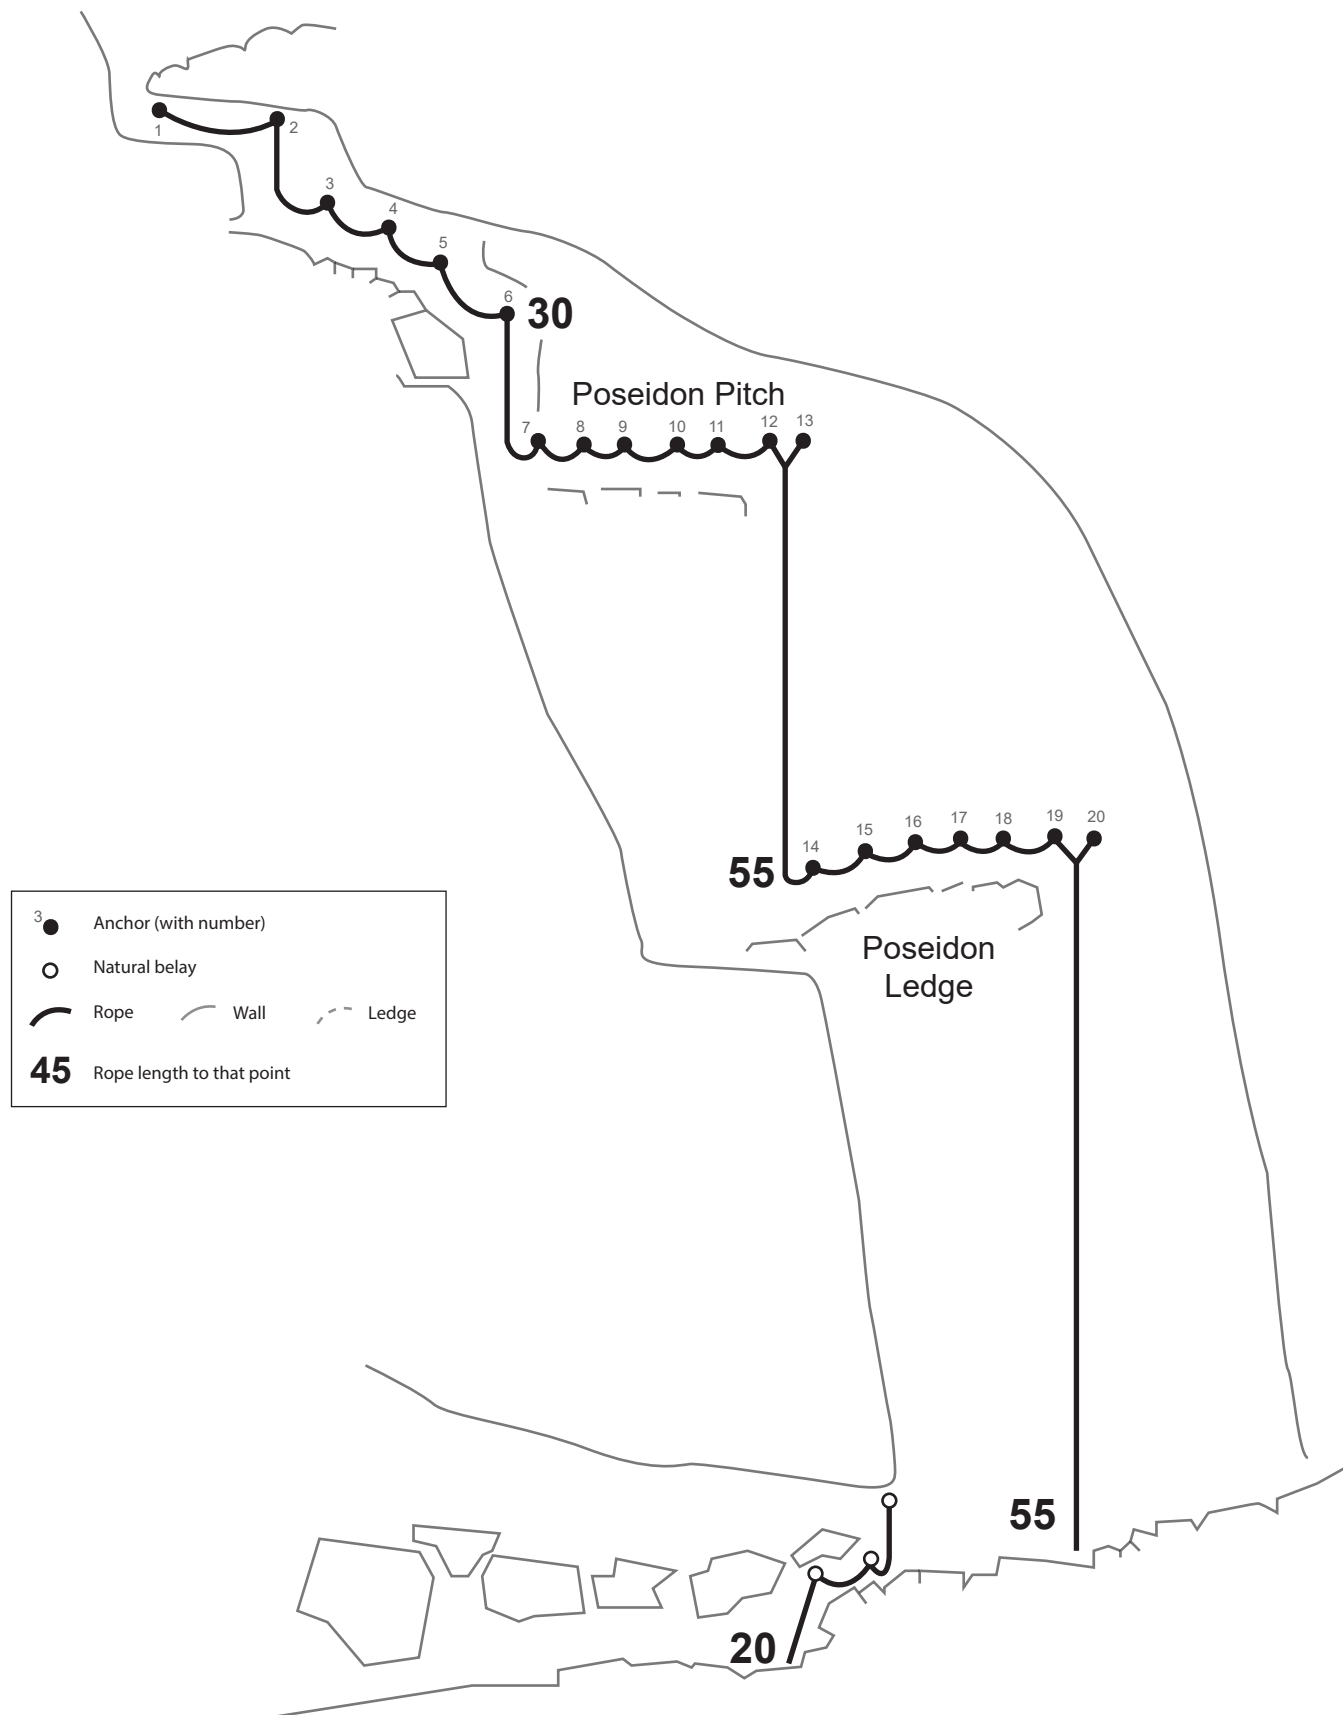 1
2
3
4
5
6
30
Poseidon Pitch
7
8
9
10
11
12
13
14
15
16
17
18
19
20
55
Poseidon
Ledge
3
Anchor (with number)
Natural belay
Rope
Wall
Ledge
45
Rope length to that point
55
20